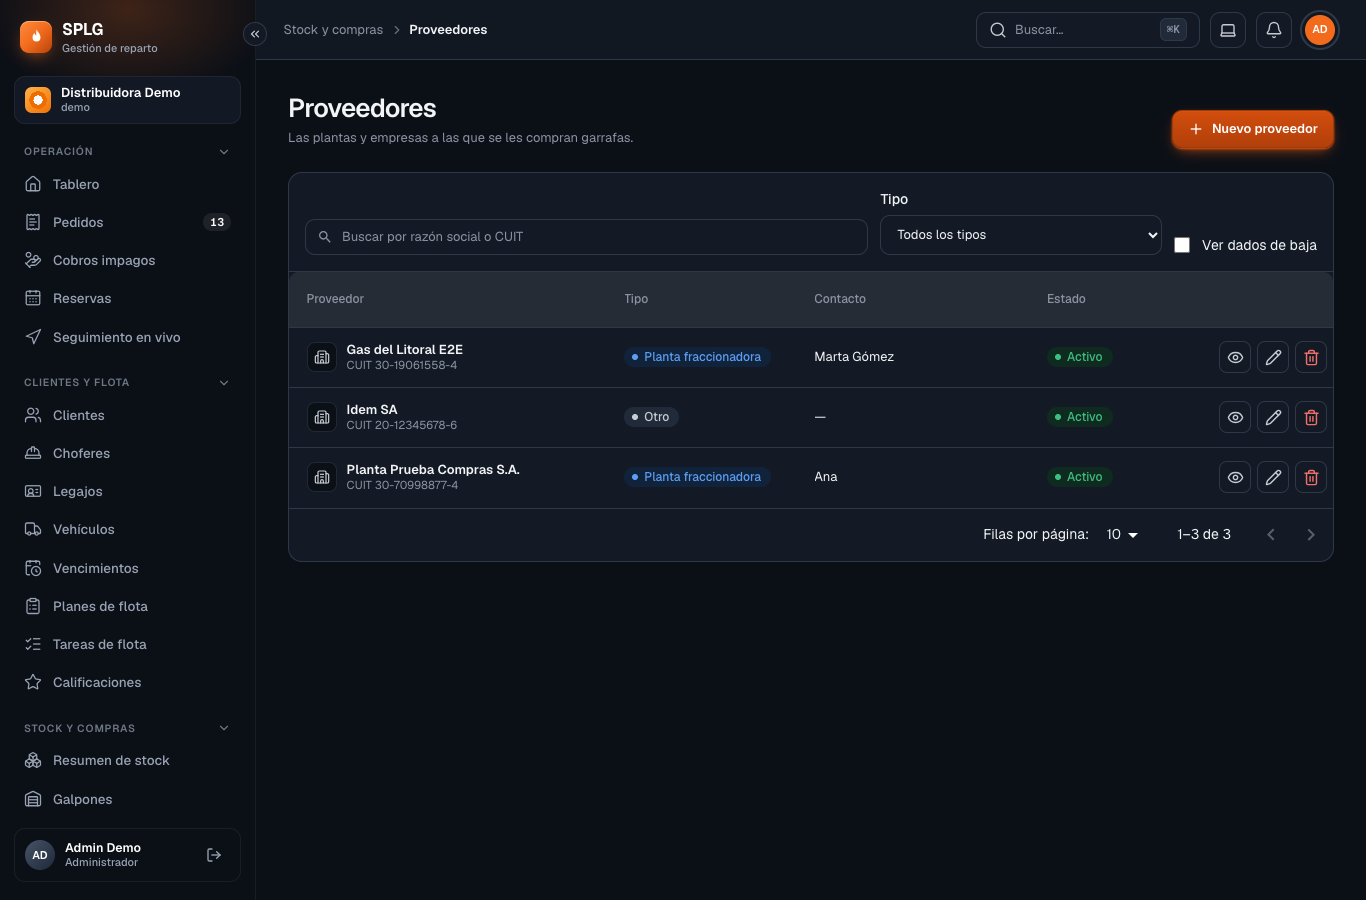 SPLG
Gestión de reparto
Distribuidora Demo
demo
OPERACIÓN
Tablero
Pedidos 13
Cobros impagos
Reservas
Seguimiento en vivo
CLIENTES Y FLOTA
Clientes
Choferes
Legajos
Vehículos
Vencimientos
Planes de flota
Tareas de flota
Calificaciones
STOCK Y COMPRAS
Resumen de stock
Galpones
AD Admin Demo
Administrador
Stock y compras Proveedores
Buscar... ⌘K
AD
Proveedores
Las plantas y empresas a las que se les compran garrafas.
Nuevo proveedor
Tipo
Buscar por razón social o CUIT
Todos los tipos
Ver dados de baja
Proveedor Tipo Contacto Estado
Gas del Litoral E2E
CUIT 30-19061558-4
Planta fraccionadora Marta Gómez Activo
Idem SA
CUIT 20-12345678-6
Otro — Activo
Planta Prueba Compras S.A.
CUIT 30-70998877-4
Planta fraccionadora Ana Activo
Filas por página: 10 1–3 de 3